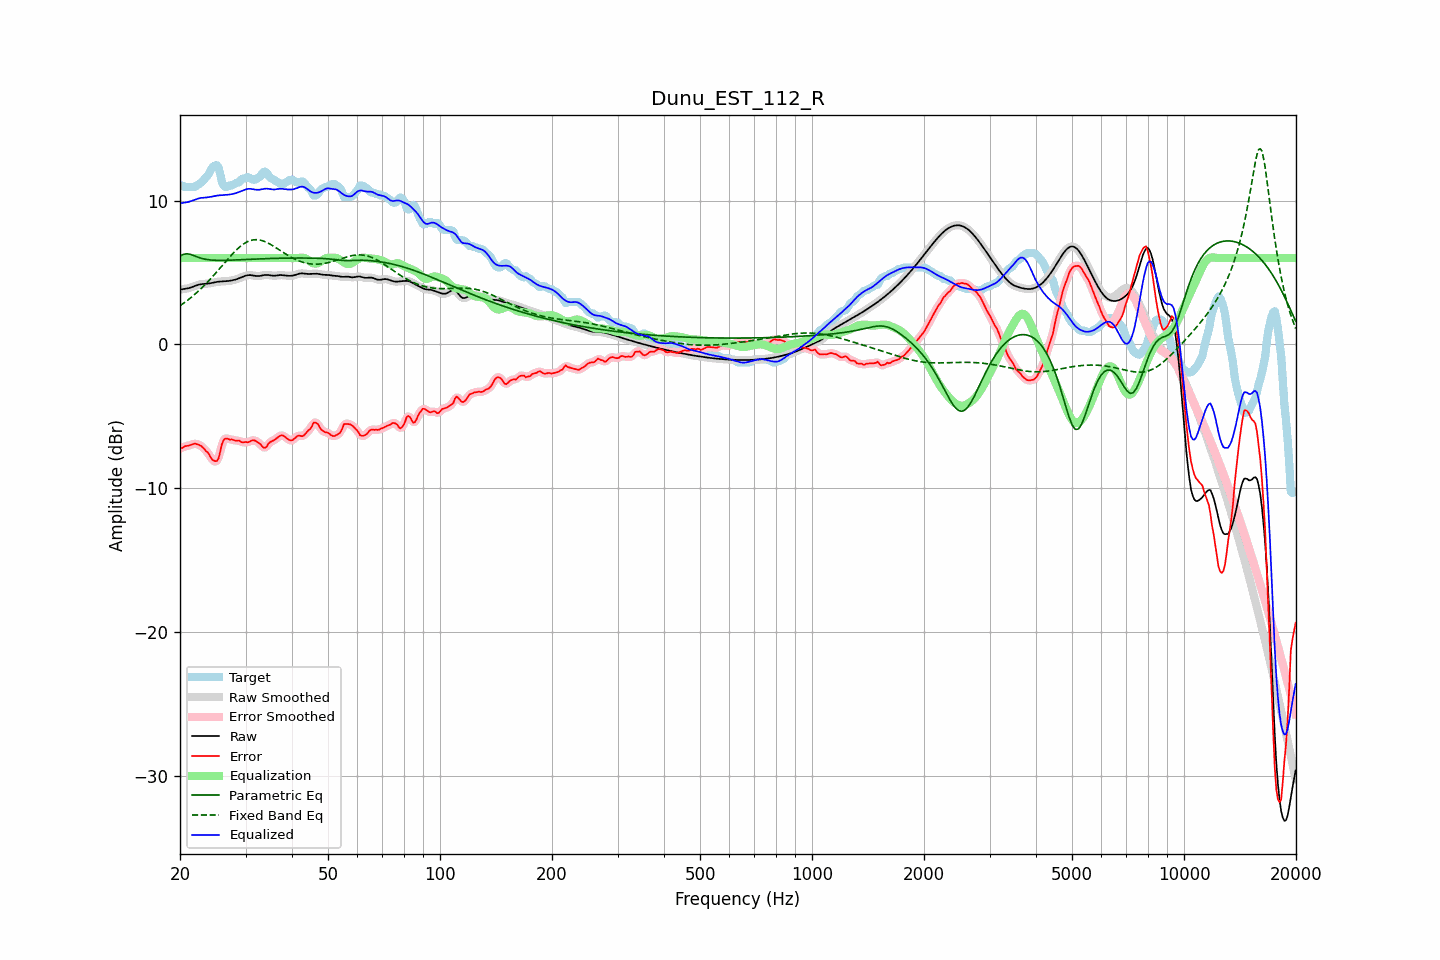 Dunu_EST_112_R
Amplitude (dBr)
10
0
−10
−20
−30
Target
Raw Smoothed
Error Smoothed
Raw
Error
Equalization
Parametric Eq
Fixed Band Eq
Equalized
20 50 100 200 500 1000 2000 5000 10000 20000
Frequency (Hz)